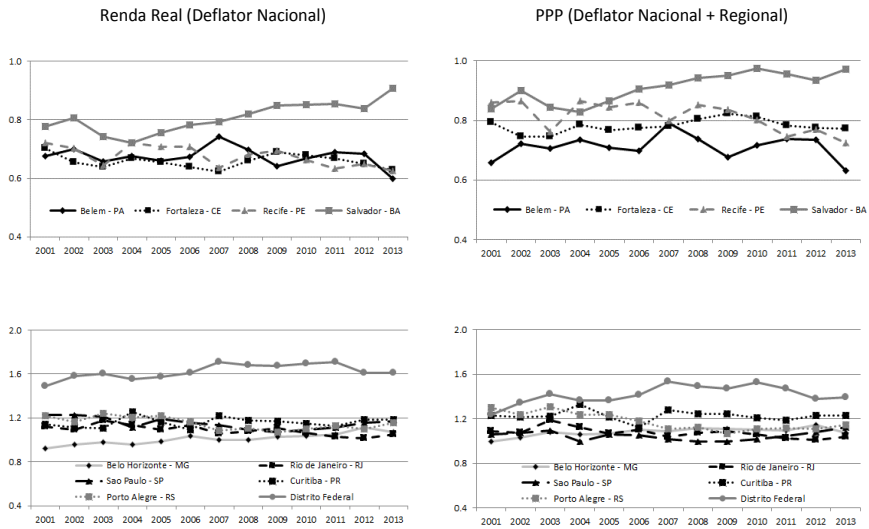 Renda Real (Deflator Nacional)
1.0
0.8
0.6
0.4
Belem - PA Fortaleza - CE Recife - PE Salvador - BA
2001 2002 2003 2004 2005 2006 2007 2008 2009 2010 2011 2012 2013
PPP (Deflator Nacional + Regional)
1.0
0.8
0.6
0.4
Belem - PA Fortaleza - CE Recife - PE Salvador - BA
2001 2002 2003 2004 2005 2006 2007 2008 2009 2010 2011 2012 2013
2.0
1.6
1.2
0.8
0.4
Belo Horizonte - MG Rio de Janeiro - RJ
Sao Paulo - SP Curitiba - PR
Porto Alegre - RS Distrito Federal
2001 2002 2003 2004 2005 2006 2007 2008 2009 2010 2011 2012 2013
2.0
1.6
1.2
0.8
0.4
Belo Horizonte - MG Rio de Janeiro - RJ
Sao Paulo - SP Curitiba - PR
Porto Alegre - RS Distrito Federal
2001 2002 2003 2004 2005 2006 2007 2008 2009 2010 2011 2012 2013